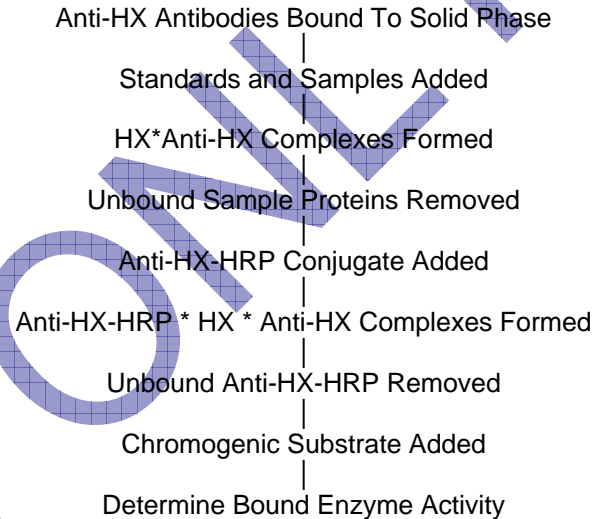 Anti-HX Antibodies Bound To Solid Phase
Standards and Samples Added
HX*Anti-HX Complexes Formed
Unbound Sample Proteins Removed
Anti-HX-HRP Conjugate Added
Anti-HX-HRP * HX * Anti-HX Complexes Formed
Unbound Anti-HX-HRP Removed
Chromogenic Substrate Added
Determine Bound Enzyme Activity
ONL